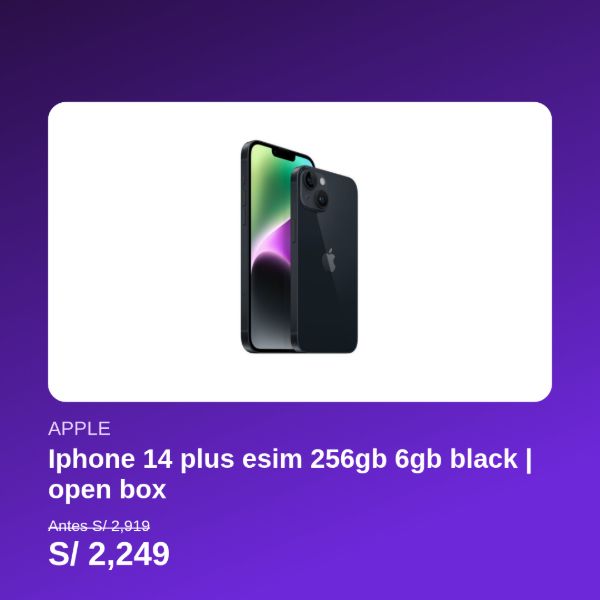 APPLE
Iphone 14 plus esim 256gb 6gb black |
open box
Antes S/ 2,919
S/ 2,249